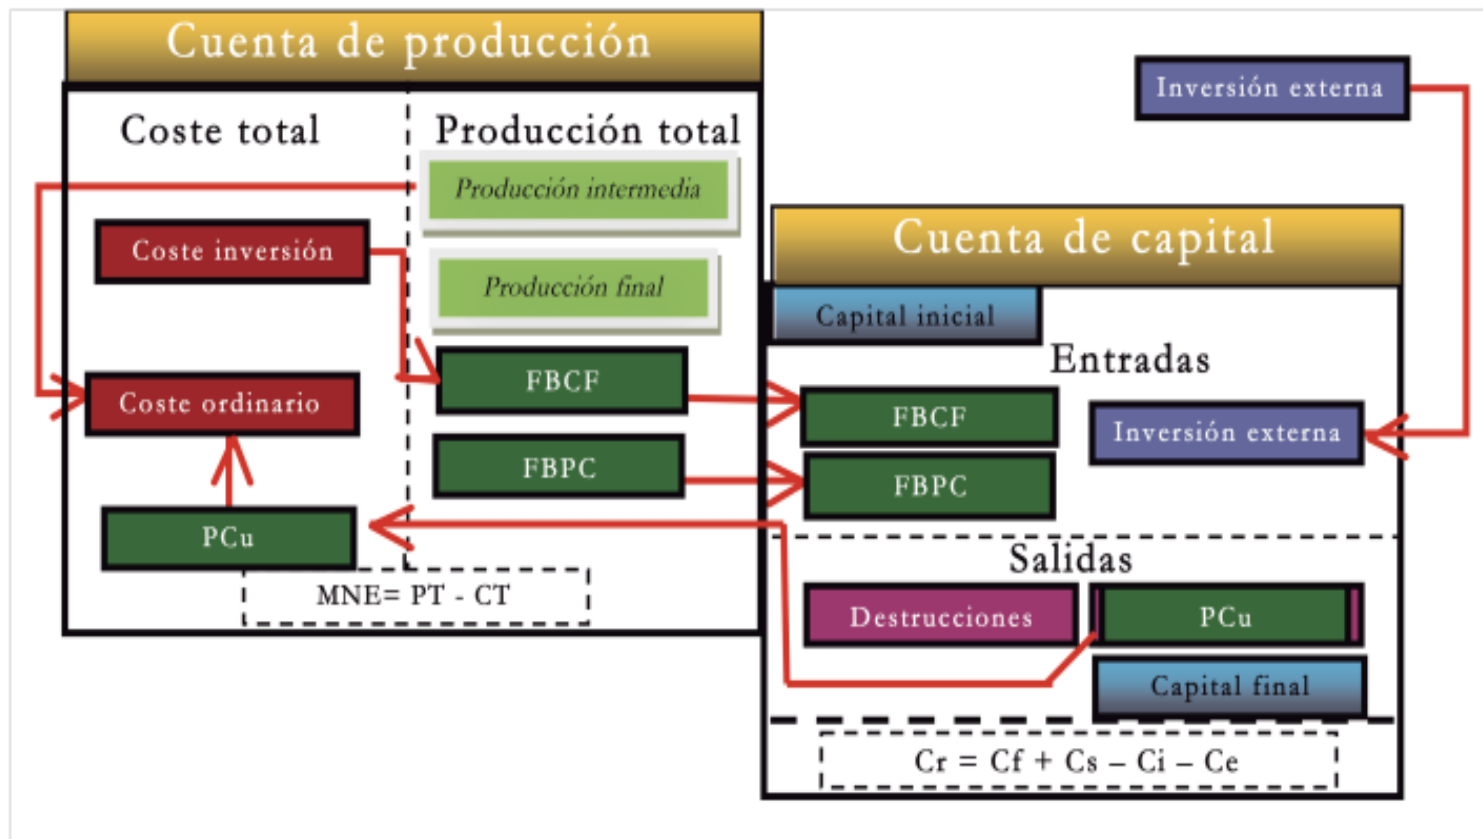 Cuenta de producción
Coste total
Producción total
Producción intermedia
Coste inversión
Producción final
FBCF
Coste ordinario
FBPC
PCu
MNE= PT - CT
Inversión externa
Cuenta de capital
Capital inicial
Entradas
FBCF
Inversión externa
FBPC
Salidas
Destrucciones
PCu
Capital final
Cr = Cf + Cs – Ci – Ce